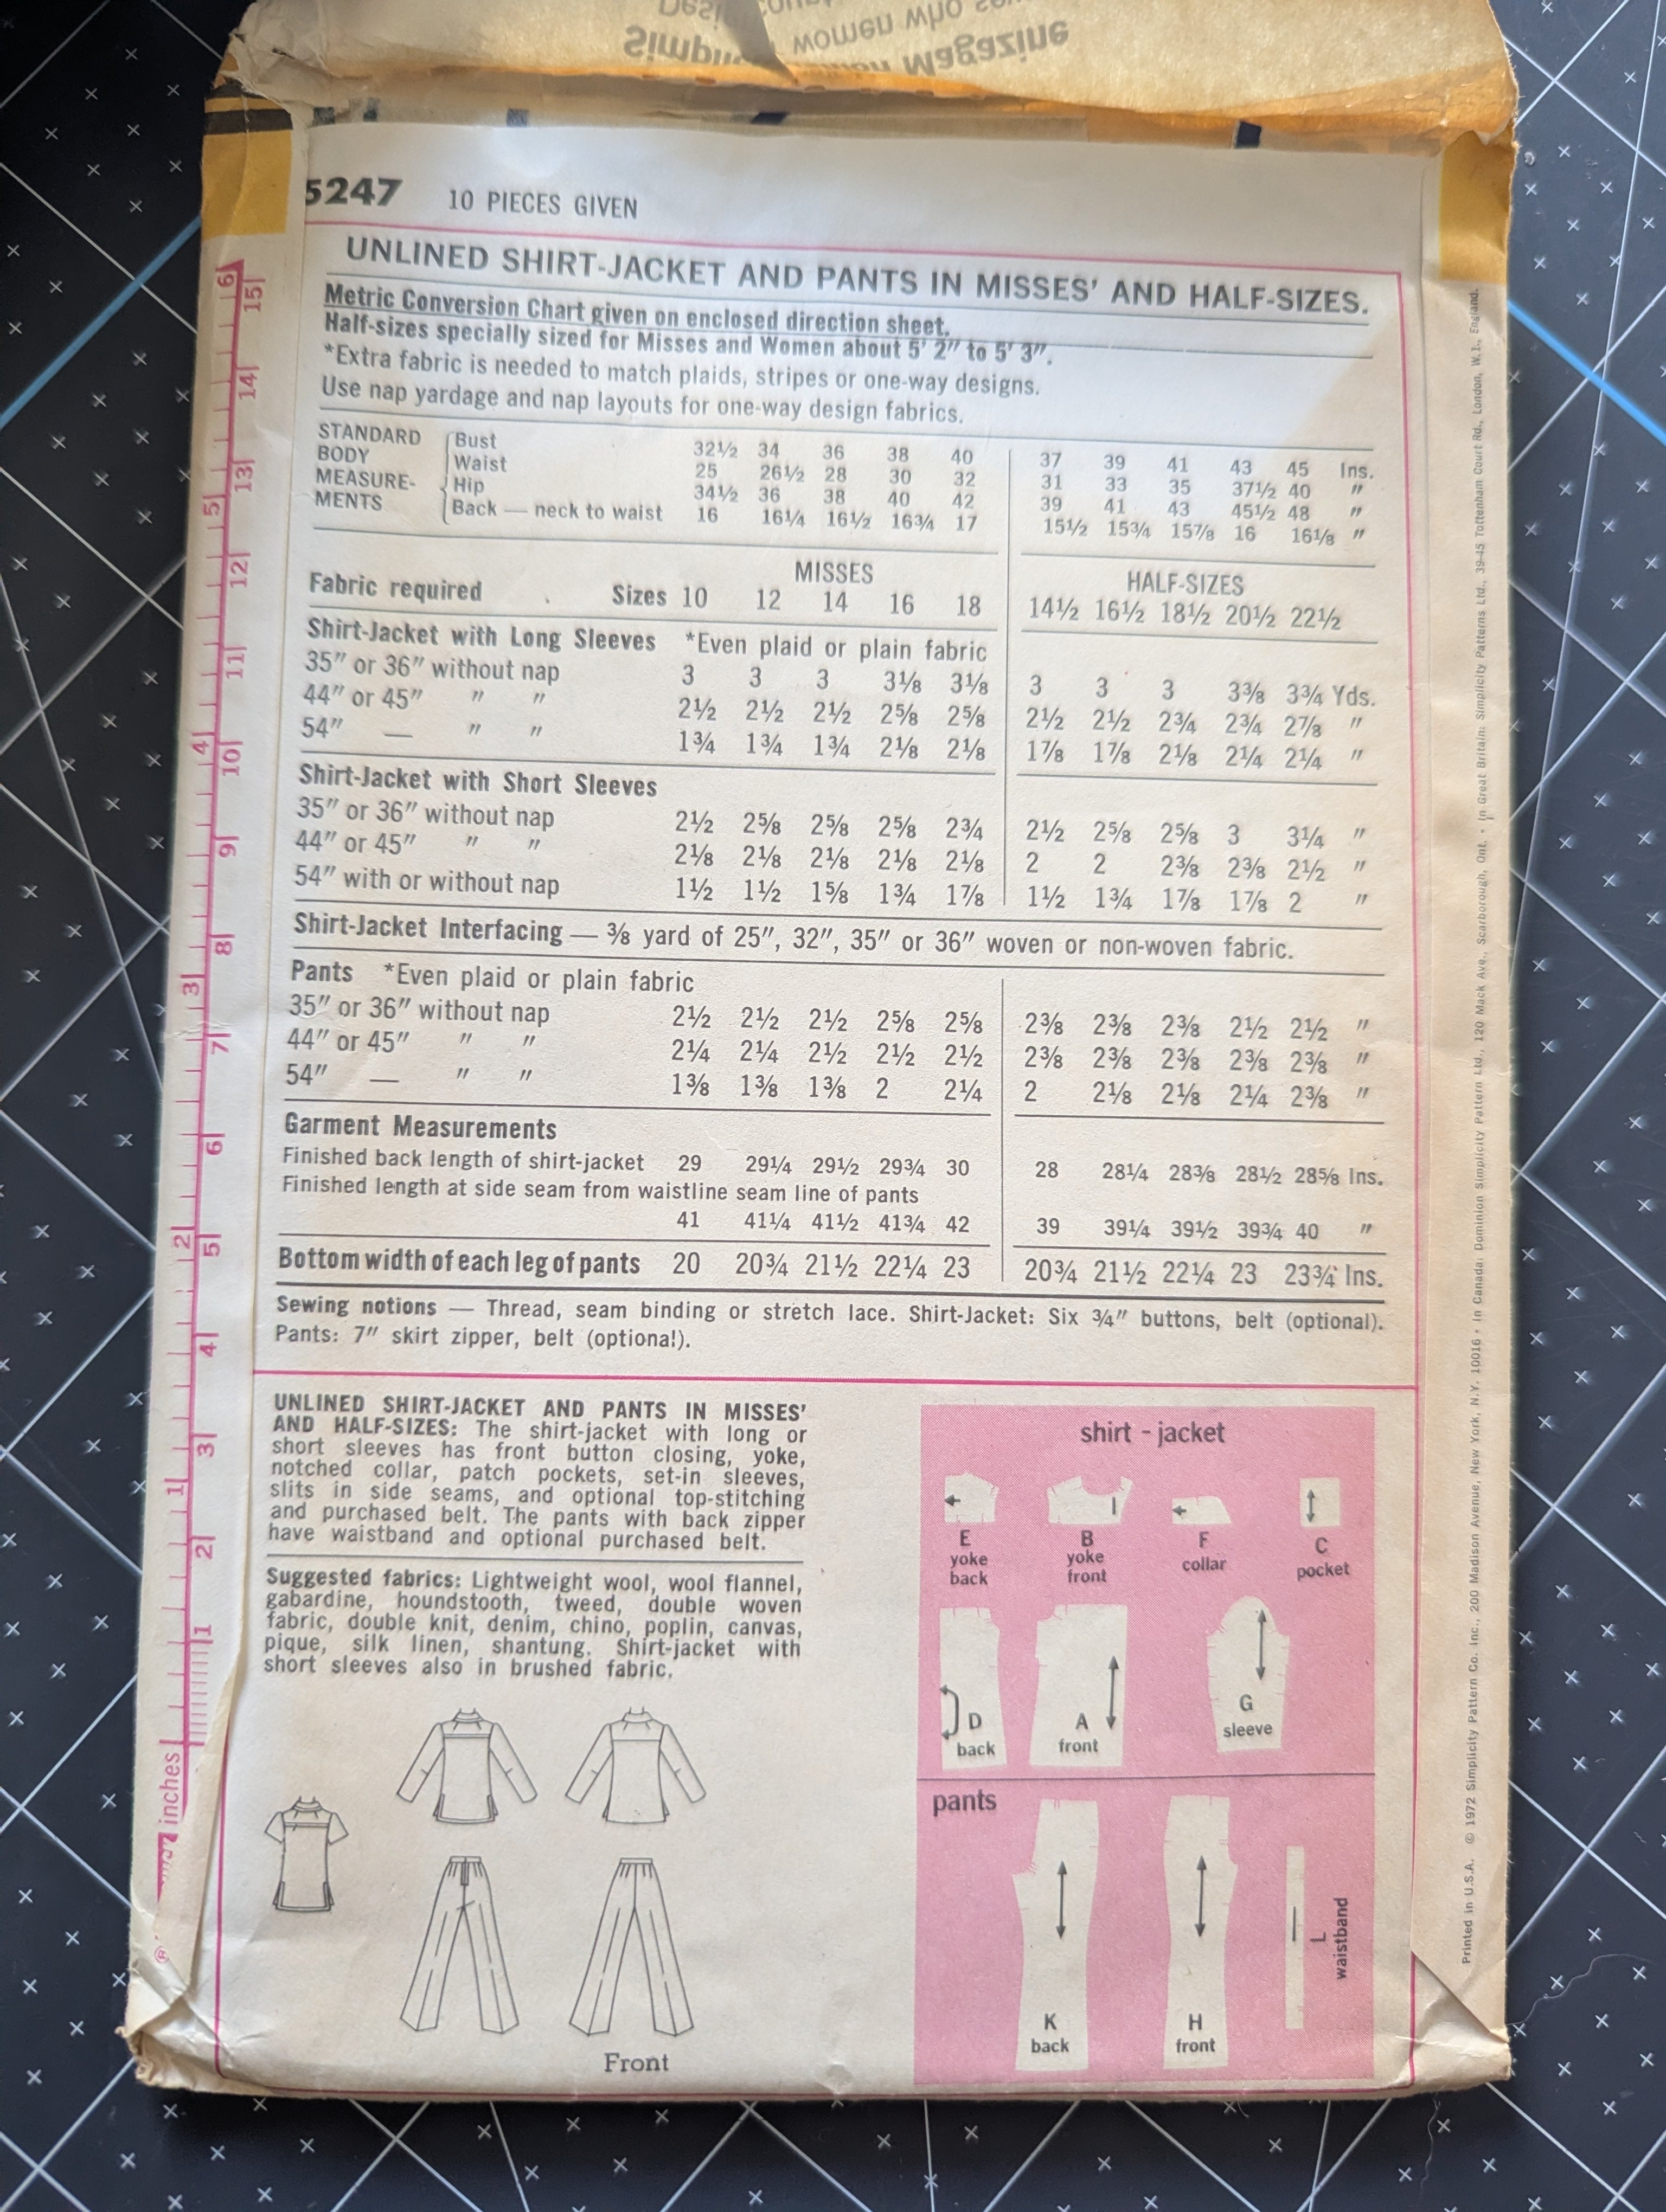 Simplicity Fashion Magazine
women who
5247 10 PIECES GIVEN
UNLINED SHIRT-JACKET AND PANTS IN MISSES' AND HALF-SIZES.
Metric Conversion Chart given on enclosed direction sheet.
Half-sizes specially sized for Misses and Women about 5' 2" to 5' 3".
*Extra fabric is needed to match plaids, stripes or one-way designs.
Use nap yardage and nap layouts for one-way design fabrics.
STANDARD BODY MEASURE-MENTS
Bust 32½ 34 36 38 40 37 39 41 43 45 Ins.
Waist 25 26½ 28 30 32 31 33 35 37½ 40 "
Hip 34½ 36 38 40 42 39 41 43 45½ 48 "
Back — neck to waist 16 16¼ 16½ 16¾ 17 15½ 15¾ 15⅞ 16 16⅛ "
MISSES HALF-SIZES
Fabric required Sizes 10 12 14 16 18 14½ 16½ 18½ 20½ 22½
Shirt-Jacket with Long Sleeves *Even plaid or plain fabric
35" or 36" without nap 3 3 3 3⅛ 3⅛ 3 3 3 3⅜ 3¾ Yds.
44" or 45" " " 2½ 2½ 2½ 2⅝ 2⅝ 2½ 2½ 2¾ 2¾ 2⅞ "
54" — " " 1¾ 1¾ 1¾ 2⅛ 2⅛ 1⅞ 1⅞ 2⅛ 2¼ 2¼ "
Shirt-Jacket with Short Sleeves
35" or 36" without nap 2½ 2⅝ 2⅝ 2⅝ 2¾ 2½ 2⅝ 2⅝ 3 3¼ "
44" or 45" " " 2⅛ 2⅛ 2⅛ 2⅛ 2⅛ 2 2 2⅜ 2⅜ 2½ "
54" with or without nap 1½ 1½ 1⅝ 1¾ 1⅞ 1½ 1¾ 1⅞ 1⅞ 2 "
Shirt-Jacket Interfacing — ⅜ yard of 25", 32", 35" or 36" woven or non-woven fabric.
Pants *Even plaid or plain fabric
35" or 36" without nap 2½ 2½ 2½ 2⅝ 2⅝ 2⅜ 2⅜ 2⅜ 2½ 2½ "
44" or 45" " " 2¼ 2¼ 2½ 2½ 2½ 2⅜ 2⅜ 2⅜ 2⅜ 2⅜ "
54" — " " 1⅜ 1⅜ 1⅜ 2 2¼ 2 2⅛ 2⅛ 2¼ 2⅜ "
Garment Measurements
Finished back length of shirt-jacket 29 29¼ 29½ 29¾ 30 28 28¼ 28⅜ 28½ 28⅝ Ins.
Finished length at side seam from waistline seam line of pants
41 41¼ 41½ 41¾ 42 39 39¼ 39½ 39¾ 40 "
Bottom width of each leg of pants 20 20¾ 21½ 22¼ 23 20¾ 21½ 22¼ 23 23¾ Ins.
Sewing notions — Thread, seam binding or stretch lace. Shirt-Jacket: Six ¾" buttons, belt (optional).
Pants: 7" skirt zipper, belt (optional).
UNLINED SHIRT-JACKET AND PANTS IN MISSES'
AND HALF-SIZES: The shirt-jacket with long or
short sleeves has front button closing, yoke,
notched collar, patch pockets, set-in sleeves,
slits in side seams, and optional top-stitching
and purchased belt. The pants with back zipper
have waistband and optional purchased belt.
Suggested fabrics: Lightweight wool, wool flannel,
gabardine, houndstooth, tweed, double woven
fabric, double knit, denim, chino, poplin, canvas,
pique, silk linen, shantung. Shirt-jacket with
short sleeves also in brushed fabric.
Front
shirt - jacket
E yoke back
B yoke front
F collar
C pocket
D back
A front
G sleeve
pants
K back
H front
L waistband
6 5 4 3 2 1
15 14 13 12 11 10 9 8 7 6 5 4 3 2 1
inches
Printed in U.S.A. © 1972 Simplicity Pattern Co. Inc., 200 Madison Avenue, New York, N.Y. 10016 • In Canada: Dominion Simplicity Pattern Ltd., 120 Mack Ave., Scarborough, Ont. • In Great Britain: Simplicity Patterns Ltd., 39-45 Tottenham Court Rd., London, W.1., England.